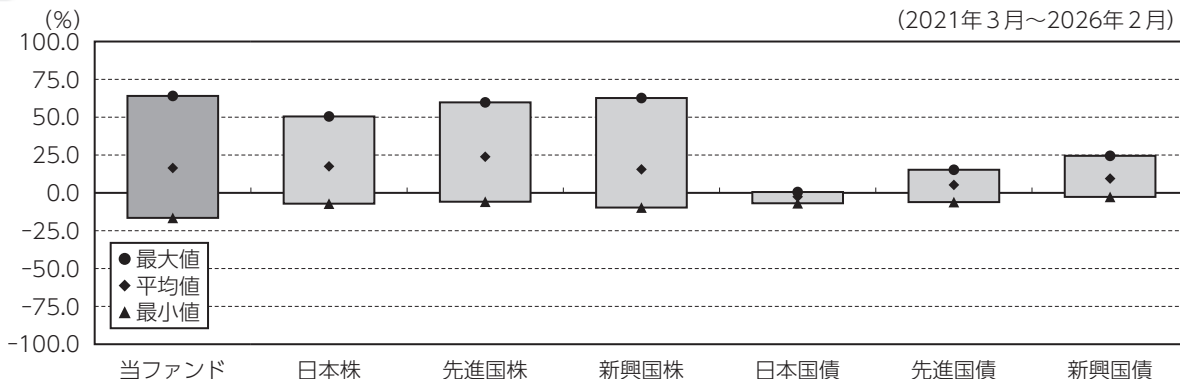 (%)
(2021年3月~2026年2月)
100.0
75.0
50.0
25.0
0.0
-25.0
-50.0
-75.0
-100.0
●最大値
◆平均値
▲最小値
当ファンド 日本株 先進国株 新興国株 日本国債 先進国債 新興国債